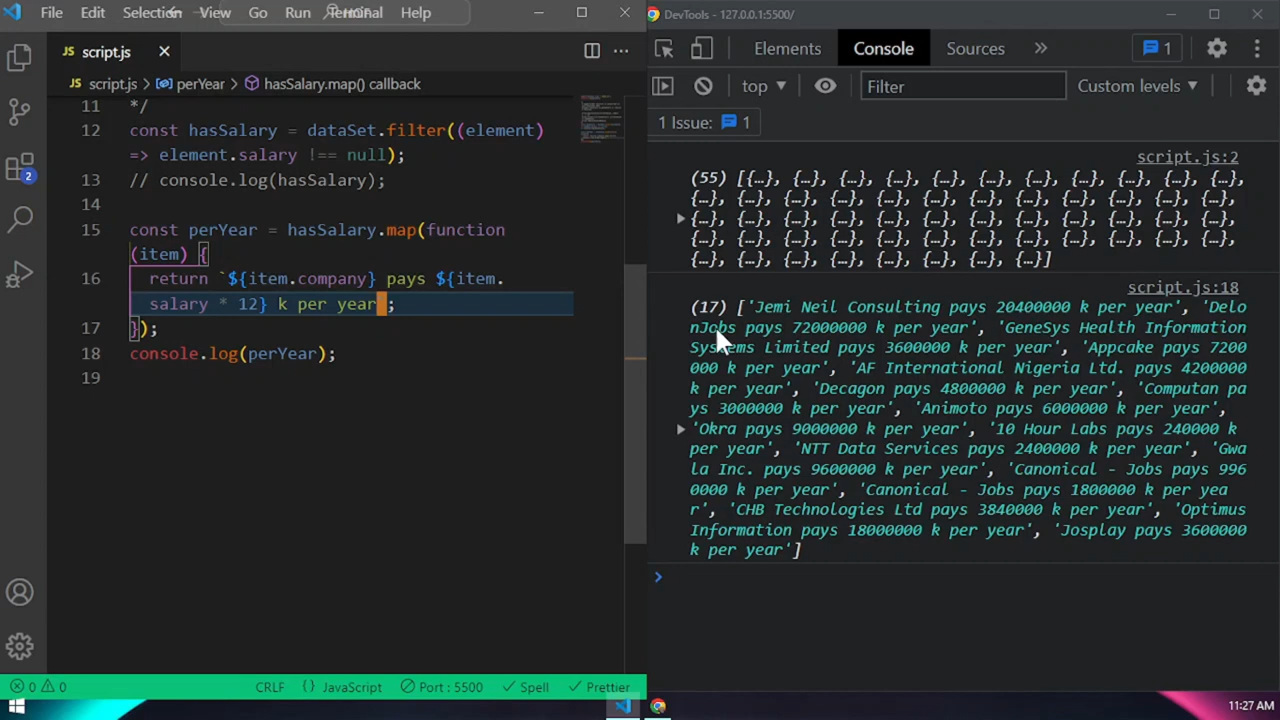 File Edit Selection View Go Run Terminal Help
DevTools - 127.0.0.1:5500/
JS script.js
Elements Console Sources » 1
JS script.js > perYear > hasSalary.map() callback
top Filter Custom levels
1 Issue: 1
11 */
12 const hasSalary = dataSet.filter((element)
=> element.salary !== null);
13 // console.log(hasSalary);
14
15 const perYear = hasSalary.map(function
(item) {
16 return `${item.company} pays ${item.
salary * 12} k per year`;
17 });
18 console.log(perYear);
19
2
script.js:2
(55) [{…}, {…}, {…}, {…}, {…}, {…}, {…}, {…}, {…}, {…}, {…},
{…}, {…}, {…}, {…}, {…}, {…}, {…}, {…}, {…}, {…}, {…}, {…},
{…}, {…}, {…}, {…}, {…}, {…}, {…}, {…}, {…}, {…}, {…}, {…},
{…}, {…}, {…}, {…}, {…}, {…}, {…}, {…}, {…}, {…}, {…}, {…},
{…}, {…}, {…}, {…}, {…}, {…}, {…}, {…}]
script.js:18
(17) ['Jemi Neil Consulting pays 20400000 k per year', 'Delo
nJobs pays 72000000 k per year', 'GeneSys Health Information
Systems Limited pays 3600000 k per year', 'Appcake pays 7200
000 k per year', 'AF International Nigeria Ltd. pays 4200000
k per year', 'Decagon pays 4800000 k per year', 'Computan pa
ys 3000000 k per year', 'Animoto pays 6000000 k per year',
'Okra pays 9000000 k per year', '10 Hour Labs pays 240000 k
per year', 'NTT Data Services pays 2400000 k per year', 'Gwa
la Inc. pays 9600000 k per year', 'Canonical - Jobs pays 996
0000 k per year', 'Canonical - Jobs pays 1800000 k per yea
r', 'CHB Technologies Ltd pays 3840000 k per year', 'Optimus
Information pays 18000000 k per year', 'Josplay pays 3600000
k per year']
0 0 CRLF {} JavaScript Port : 5500 Spell Prettier
11:27 AM